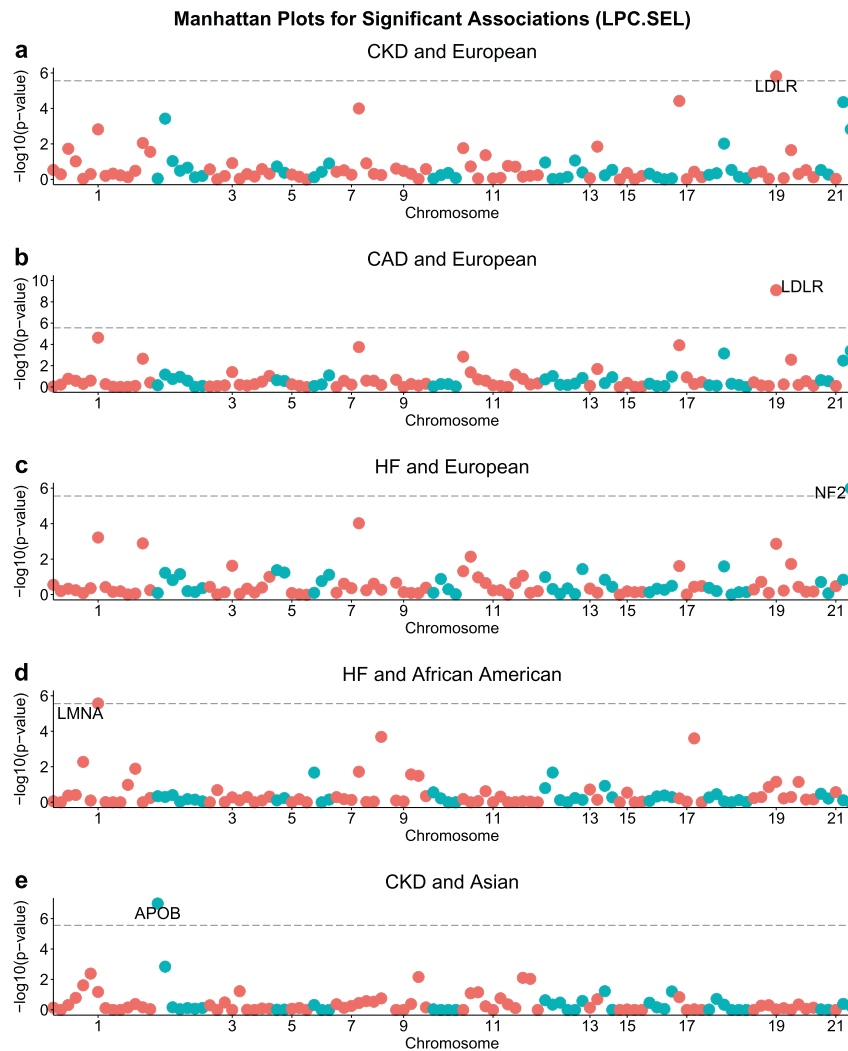 Manhattan Plots for Significant Associations (LPC.SEL)
a
CKD and European
−log10(p−value)
6
4
2
0
LDLR
1 3 5 7 9 11 13 15 17 19 21
Chromosome
b
CAD and European
−log10(p−value)
10
8
6
4
2
0
LDLR
1 3 5 7 9 11 13 15 17 19 21
Chromosome
c
HF and European
−log10(p−value)
6
4
2
0
NF2
1 3 5 7 9 11 13 15 17 19 21
Chromosome
d
HF and African American
−log10(p−value)
6
4
2
0
LMNA
1 3 5 7 9 11 13 15 17 19 21
Chromosome
e
CKD and Asian
−log10(p−value)
6
4
2
0
APOB
1 3 5 7 9 11 13 15 17 19 21
Chromosome